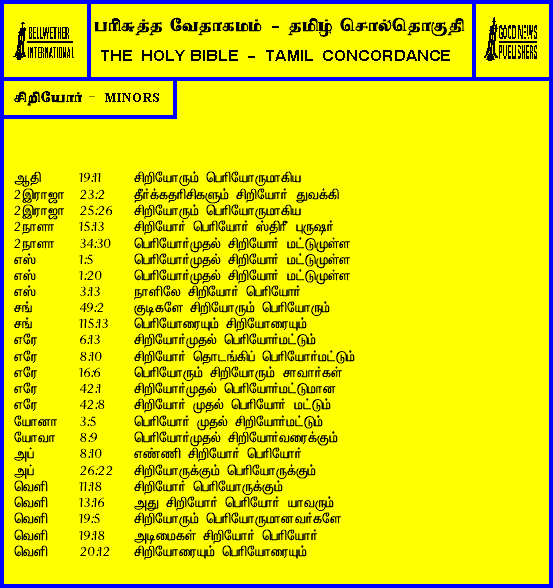 BELLWETHER INTERNATIONAL
பரிசுத்த வேதாகமம் - தமிழ் சொல்தொகுதி
THE HOLY BIBLE - TAMIL CONCORDANCE
GOOD NEWS PUBLISHERS
சிறியோர் - MINORS
ஆதி 19:11 சிறியோரும் பெரியோருமாகிய
2இராஜா 23:2 தீர்க்கதரிசிகளும் சிறியோர் துவக்கி
2இராஜா 25:26 சிறியோரும் பெரியோருமாகிய
2நாளா 15:13 சிறியோர் பெரியோர் ஸ்திரீ புருஷர்
2நாளா 34:30 பெரியோர்முதல் சிறியோர் மட்டுமுள்ள
எஸ் 1:5 பெரியோர்முதல் சிறியோர் மட்டுமுள்ள
எஸ் 1:20 பெரியோர்முதல் சிறியோர் மட்டுமுள்ள
எஸ் 3:13 நாளிலே சிறியோர் பெரியோர்
சங் 49:2 குடிகளே சிறியோரும் பெரியோரும்
சங் 115:13 பெரியோரையும் சிறியோரையும்
எரே 6:13 சிறியோர்முதல் பெரியோர்மட்டும்
எரே 8:10 சிறியோர் தொடங்கிப் பெரியோர்மட்டும்
எரே 16:6 பெரியோரும் சிறியோரும் சாவார்கள்
எரே 42:1 சிறியோர்முதல் பெரியோர்மட்டுமான
எரே 42:8 சிறியோர் முதல் பெரியோர் மட்டும்
யோனா 3:5 பெரியோர் முதல் சிறியோர்மட்டும்
யோவா 8:9 பெரியோர்முதல் சிறியோர்வரைக்கும்
அப் 8:10 எண்ணி சிறியோர் பெரியோர்
அப் 26:22 சிறியோருக்கும் பெரியோருக்கும்
வெளி 11:18 சிறியோர் பெரியோருக்கும்
வெளி 13:16 அது சிறியோர் பெரியோர் யாவரும்
வெளி 19:5 சிறியோரும் பெரியோருமானவர்களே
வெளி 19:18 அடிமைகள் சிறியோர் பெரியோர்
வெளி 20:12 சிறியோரையும் பெரியோரையும்